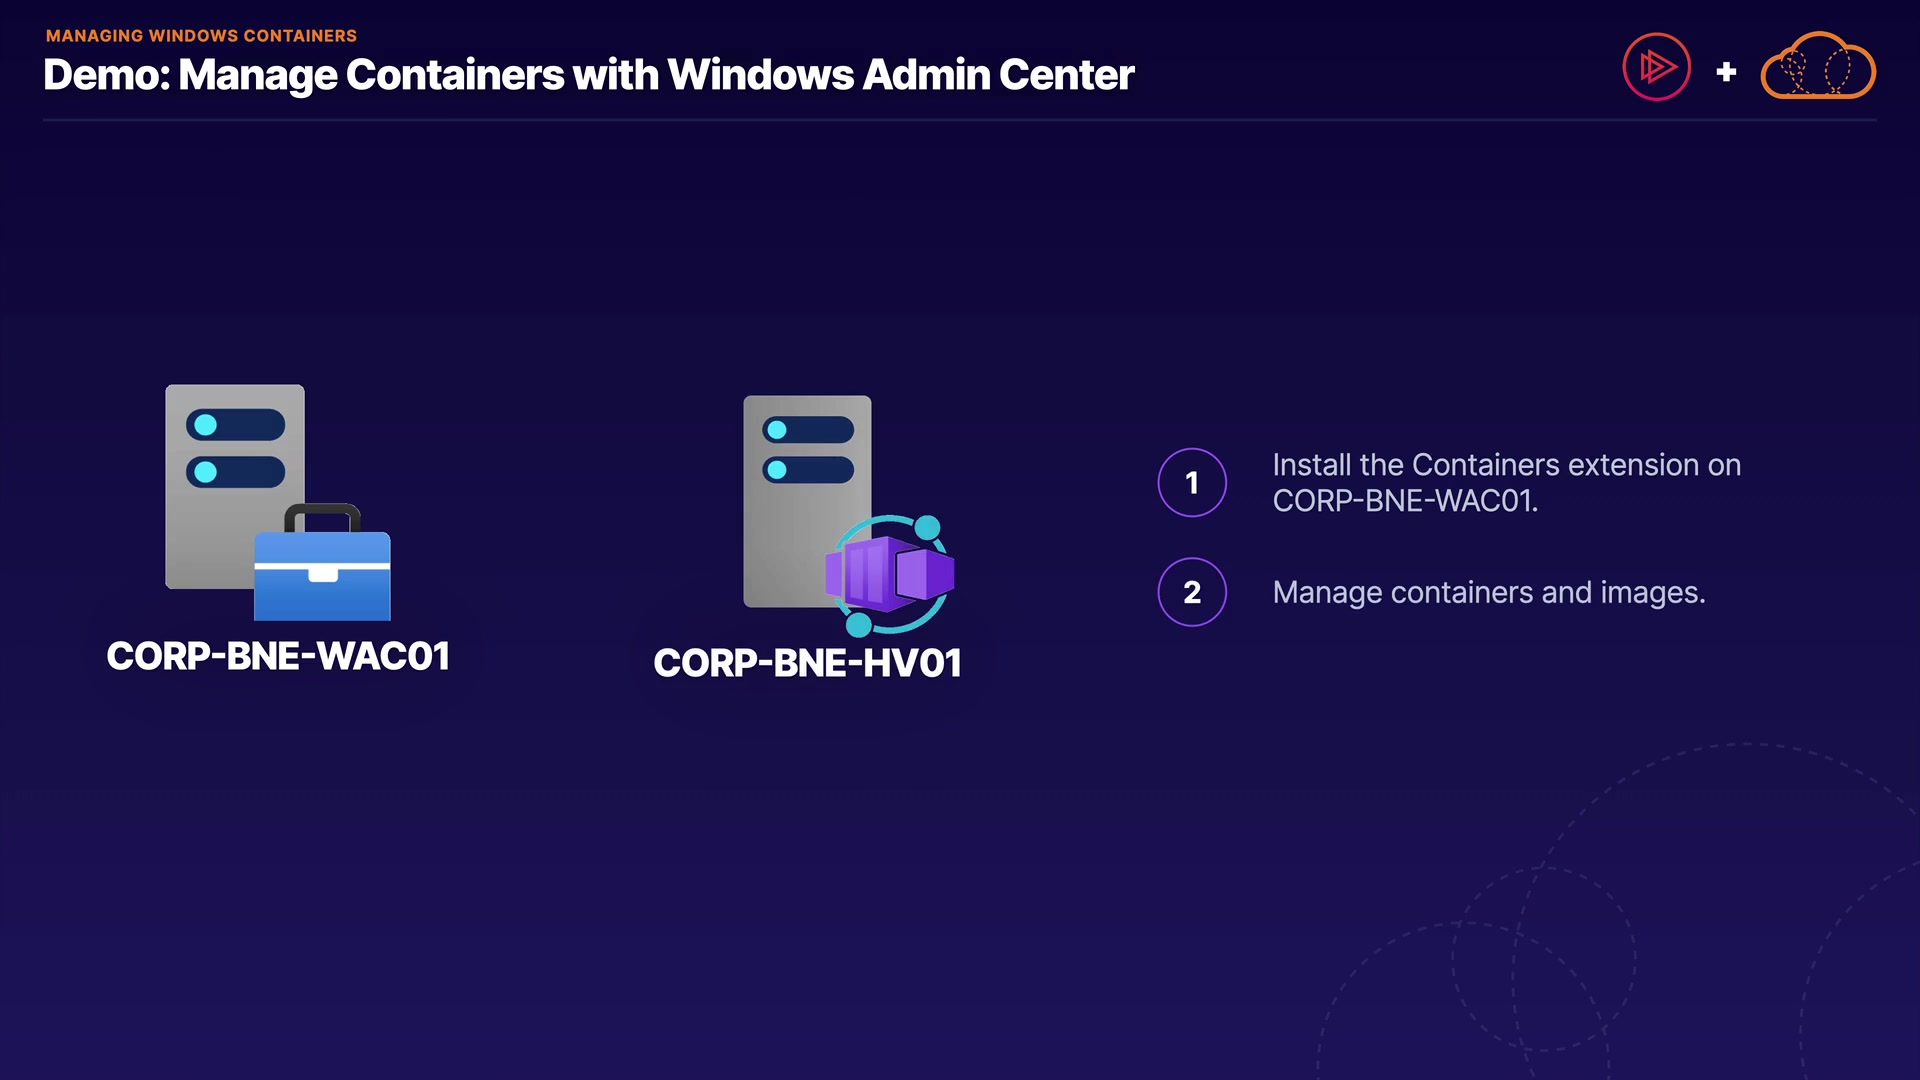 MANAGING WINDOWS CONTAINERS
Demo: Manage Containers with Windows Admin Center
+
CORP-BNE-WAC01
CORP-BNE-HV01
1
Install the Containers extension on
CORP-BNE-WAC01.
2
Manage containers and images.